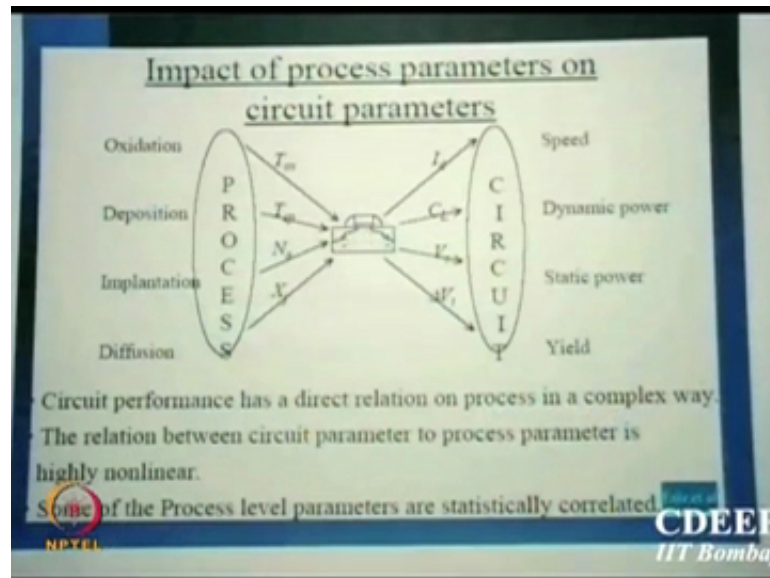 Impact of process parameters on
circuit parameters
Oxidation
Deposition
Implantation
Diffusion
PROCESS
CIRCUIT
Speed
Dynamic power
Static power
Yield
Circuit performance has a direct relation on process in a complex way.
The relation between circuit parameter to process parameter is
highly nonlinear.
Some of the Process level parameters are statistically correlated.
NPTEL
CDEEP
IIT Bombay